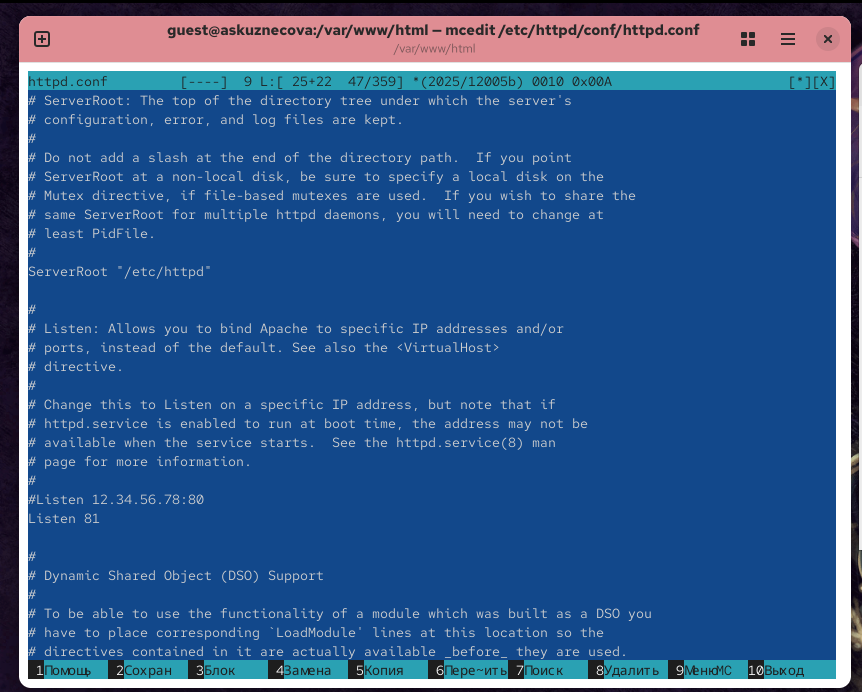 guest@askuznecova:/var/www/html — mcedit /etc/httpd/conf/httpd.conf
/var/www/html
httpd.conf         [----]  9 L:[ 25+22  47/359] *(2025/12005b) 0010 0x00A                      [*][X]
# ServerRoot: The top of the directory tree under which the server's
# configuration, error, and log files are kept.
#
# Do not add a slash at the end of the directory path.  If you point
# ServerRoot at a non-local disk, be sure to specify a local disk on the
# Mutex directive, if file-based mutexes are used.  If you wish to share the
# same ServerRoot for multiple httpd daemons, you will need to change at
# least PidFile.
#
ServerRoot "/etc/httpd"

#
# Listen: Allows you to bind Apache to specific IP addresses and/or
# ports, instead of the default. See also the <VirtualHost>
# directive.
#
# Change this to Listen on a specific IP address, but note that if
# httpd.service is enabled to run at boot time, the address may not be
# available when the service starts.  See the httpd.service(8) man
# page for more information.
#
#Listen 12.34.56.78:80
Listen 81

#
# Dynamic Shared Object (DSO) Support
#
# To be able to use the functionality of a module which was built as a DSO you
# have to place corresponding `LoadModule' lines at this location so the
# directives contained in it are actually available _before_ they are used.
1Помощь 2Сохран 3Блок 4Замена 5Копия 6Пере~ить 7Поиск 8Удалить 9МенюMC 10Выход